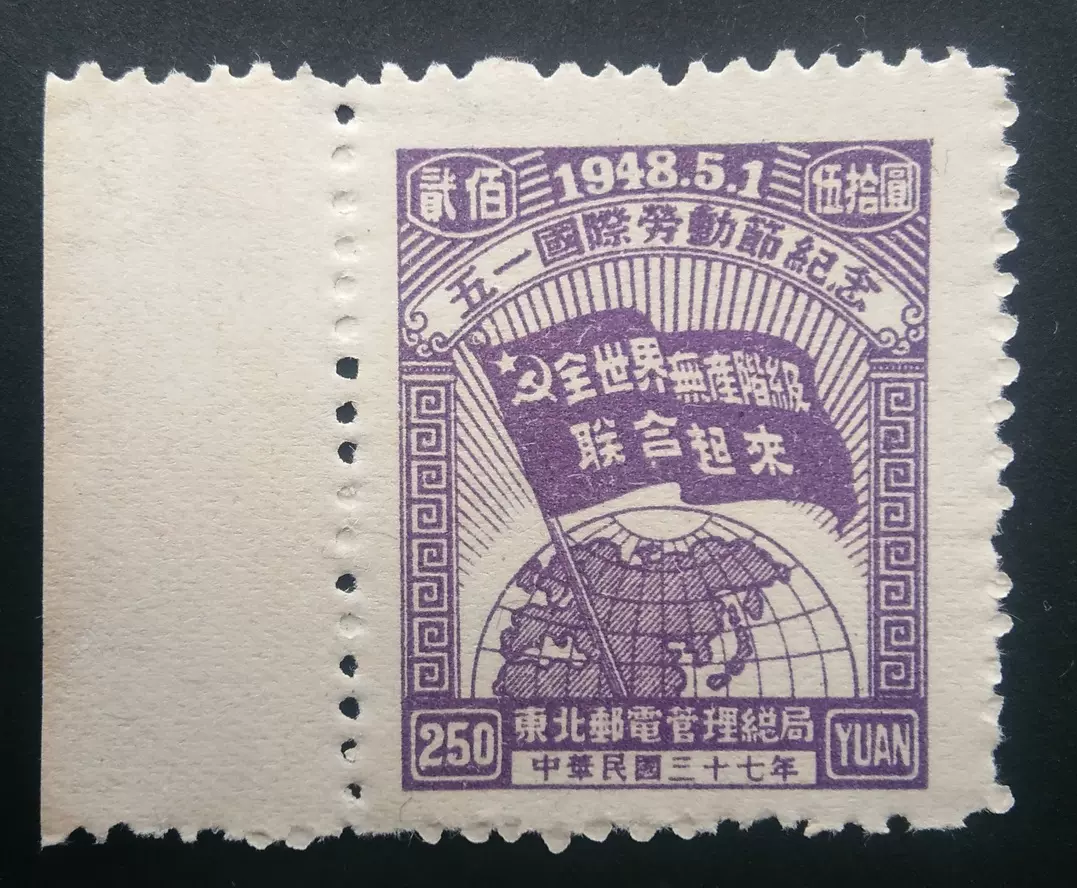 貳佰
1948.5.1
伍拾圓
五一國際勞動節紀念
全世界無產階級
聯合起來
250
東北郵電管理總局
YUAN
中華民國三十七年